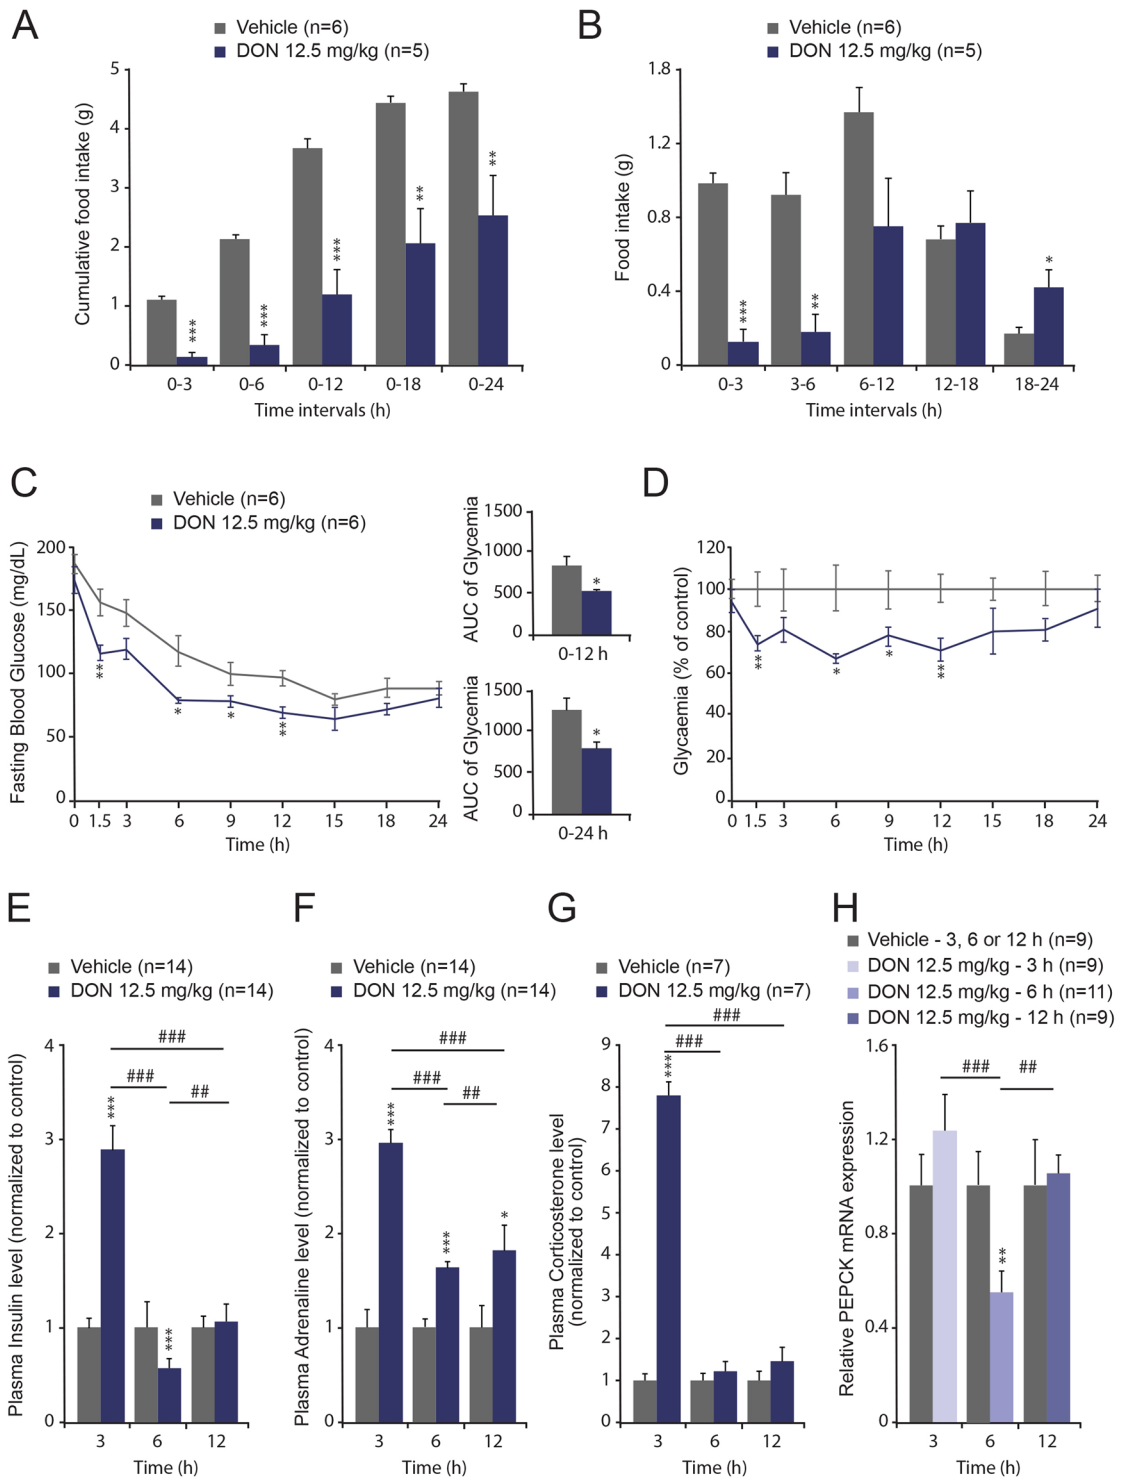 A
Vehicle (n=6)
DON 12.5 mg/kg (n=5)
Cumulative food intake (g)
5
4
3
2
1
0
***
***
***
**
**
0-3 0-6 0-12 0-18 0-24
Time intervals (h)
B
Vehicle (n=6)
DON 12.5 mg/kg (n=5)
Food intake (g)
1.8
1.2
0.8
0.4
0
***
**
*
0-3 3-6 6-12 12-18 18-24
Time intervals (h)
C
Vehicle (n=6)
DON 12.5 mg/kg (n=6)
Fasting Blood Glucose (mg/dL)
200
150
100
50
0
**
*
*
**
0 1.5 3 6 9 12 15 18 24
Time (h)
AUC of Glycemia
1500
1000
500
0
*
0-12 h
AUC of Glycemia
1500
1000
500
0
*
0-24 h
D
Glycaemia (% of control)
120
100
80
60
40
20
0
**
*
*
**
0 1.5 3 6 9 12 15 18 24
Time (h)
E
Vehicle (n=14)
DON 12.5 mg/kg (n=14)
Plasma Insulin level (normalized to control)
4
3
2
1
0
###
###
##
***
***
3 6 12
Time (h)
F
Vehicle (n=14)
DON 12.5 mg/kg (n=14)
Plasma Adrenaline level (normalized to control)
4
3
2
1
0
###
###
##
***
***
*
3 6 12
Time (h)
G
Vehicle (n=7)
DON 12.5 mg/kg (n=7)
Plasma Corticosterone level
(normalized to control)
9
8
7
6
5
4
3
2
1
0
###
###
***
3 6 12
Time (h)
H
Vehicle - 3, 6 or 12 h (n=9)
DON 12.5 mg/kg - 3 h (n=9)
DON 12.5 mg/kg - 6 h (n=11)
DON 12.5 mg/kg - 12 h (n=9)
Relative PEPCK mRNA expression
1.6
1.2
0.8
0.4
0
###
##
**
3 6 12
Time (h)